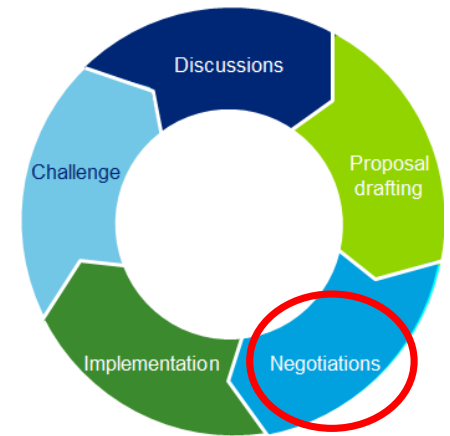 Discussions
Proposal
drafting
Negotiations
Implementation
Challenge